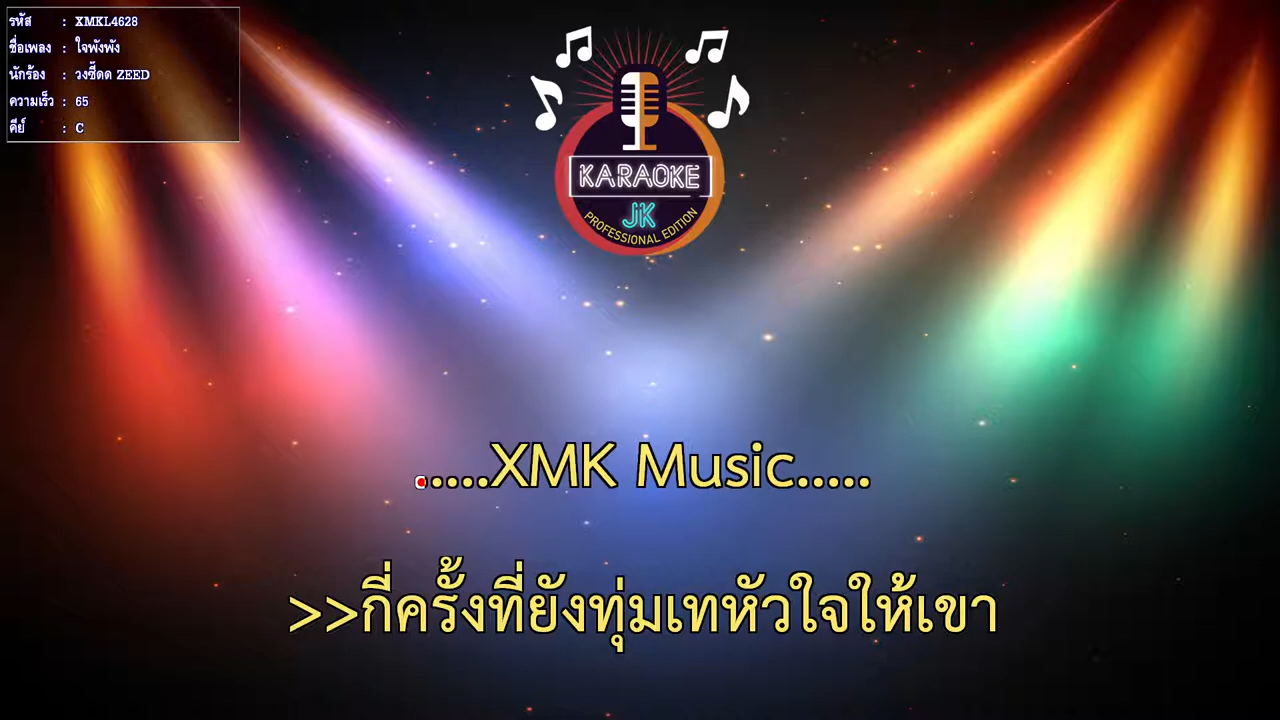 รหัส : XMKL4628
ชื่อเพลง : ใจพังพัง
นักร้อง : วงซี๊ดด ZEED
ความเร็ว : 65
คีย์ : C
KARAOKE
JK
PROFESSIONAL EDITION
.....XMK Music.....
>>กี่ครั้งที่ยังทุ่มเทหัวใจให้เขา